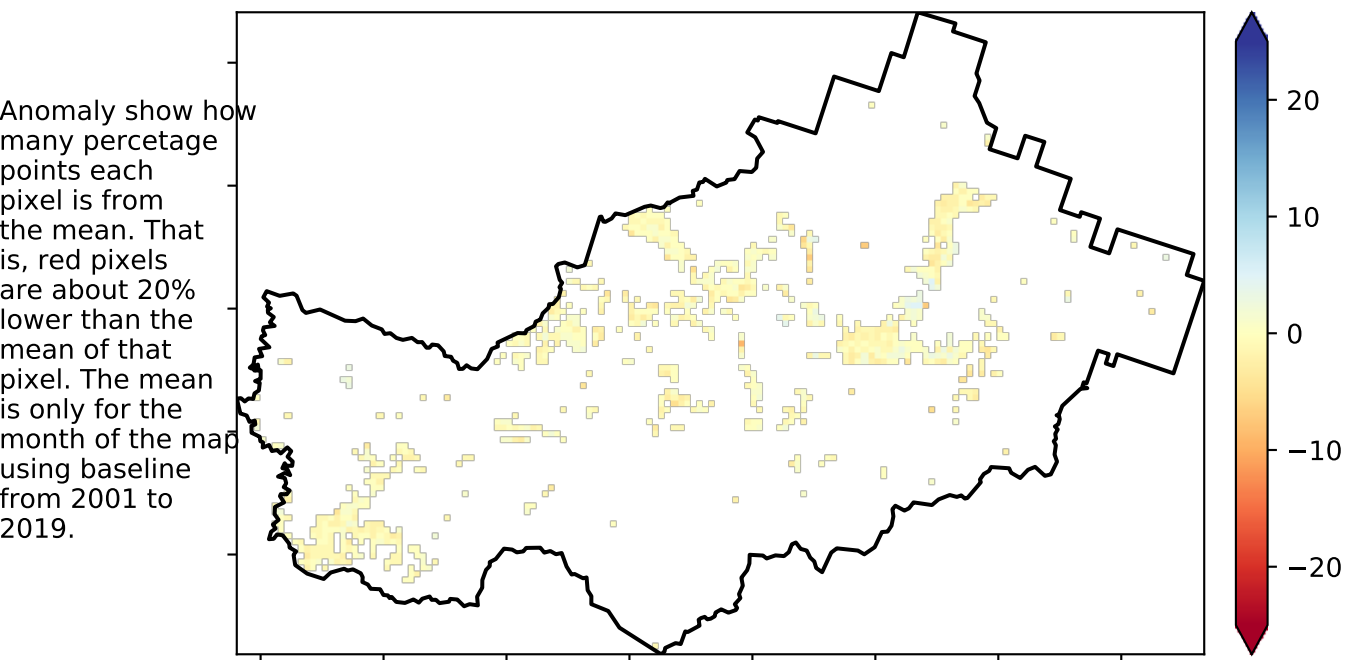 Anomaly show how
many percetage
points each
pixel is from
the mean. That
is, red pixels
are about 20%
lower than the
mean of that
pixel. The mean
is only for the
month of the map
using baseline
from 2001 to
2019.
20
10
0
−10
−20